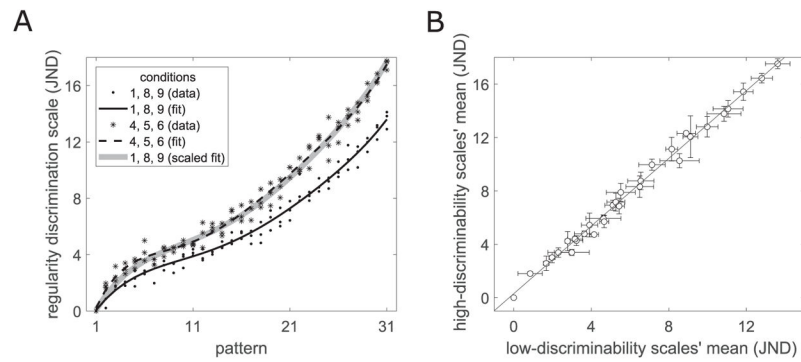 A
regularity discrimination scale (JND)
16
12
8
4
0
conditions
1, 8, 9 (data)
1, 8, 9 (fit)
4, 5, 6 (data)
4, 5, 6 (fit)
1, 8, 9 (scaled fit)
1
11
21
31
pattern
B
high-discriminability scales' mean (JND)
16
12
8
4
0
0
4
8
12
low-discriminability scales' mean (JND)